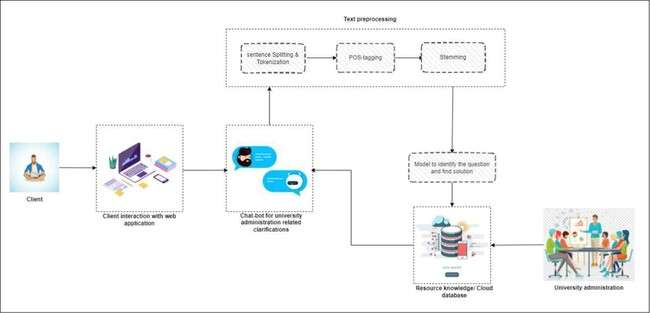 Text preprocessing
sentence Splitting &
Tokenization
POS-tagging
Stemming
Model to identify the question
and find solution
Client
Client interaction with web
application
Chat-bot for university
administration related
clarifications
Resource knowledge/ Cloud
database
University administration